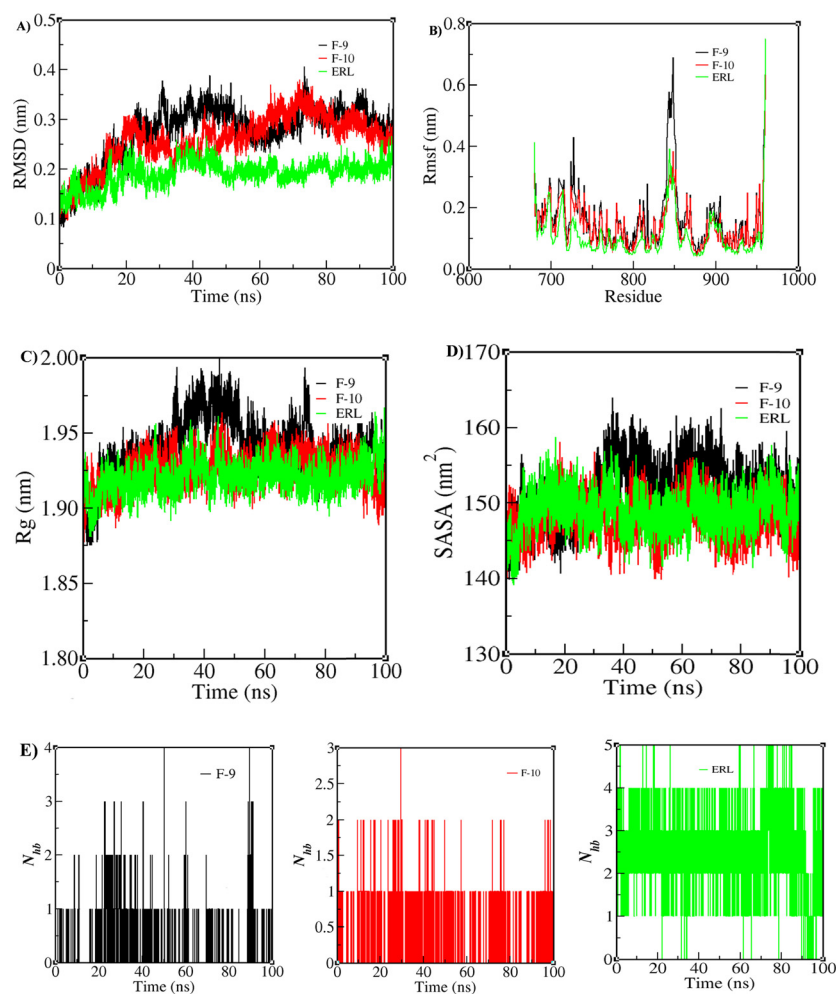 A)
0.5
0.4
0.3
0.2
0.1
0
RMSD (nm)
F-9
F-10
ERL
0 20 40 60 80 100
Time (ns)
B)
0.8
0.6
0.4
0.2
0.0
Rmsf (nm)
F-9
F-10
ERL
600 700 800 900 1000
Residue
C)
2.00
1.95
1.90
1.85
1.80
Rg (nm)
F-9
F-10
ERL
0 20 40 60 80 100
Time (ns)
D)
170
160
150
140
130
SASA (nm²)
F-9
F-10
ERL
0 20 40 60 80 100
Time (ns)
E)
4
3
2
1
0
Nhb
F-9
0 20 40 60 80 100
Time (ns)
3
2.5
2
1.5
1
0.5
0
Nhb
F-10
0 20 40 60 80 100
Time (ns)
5
4
3
2
1
0
Nhb
ERL
0 20 40 60 80 100
Time (ns)